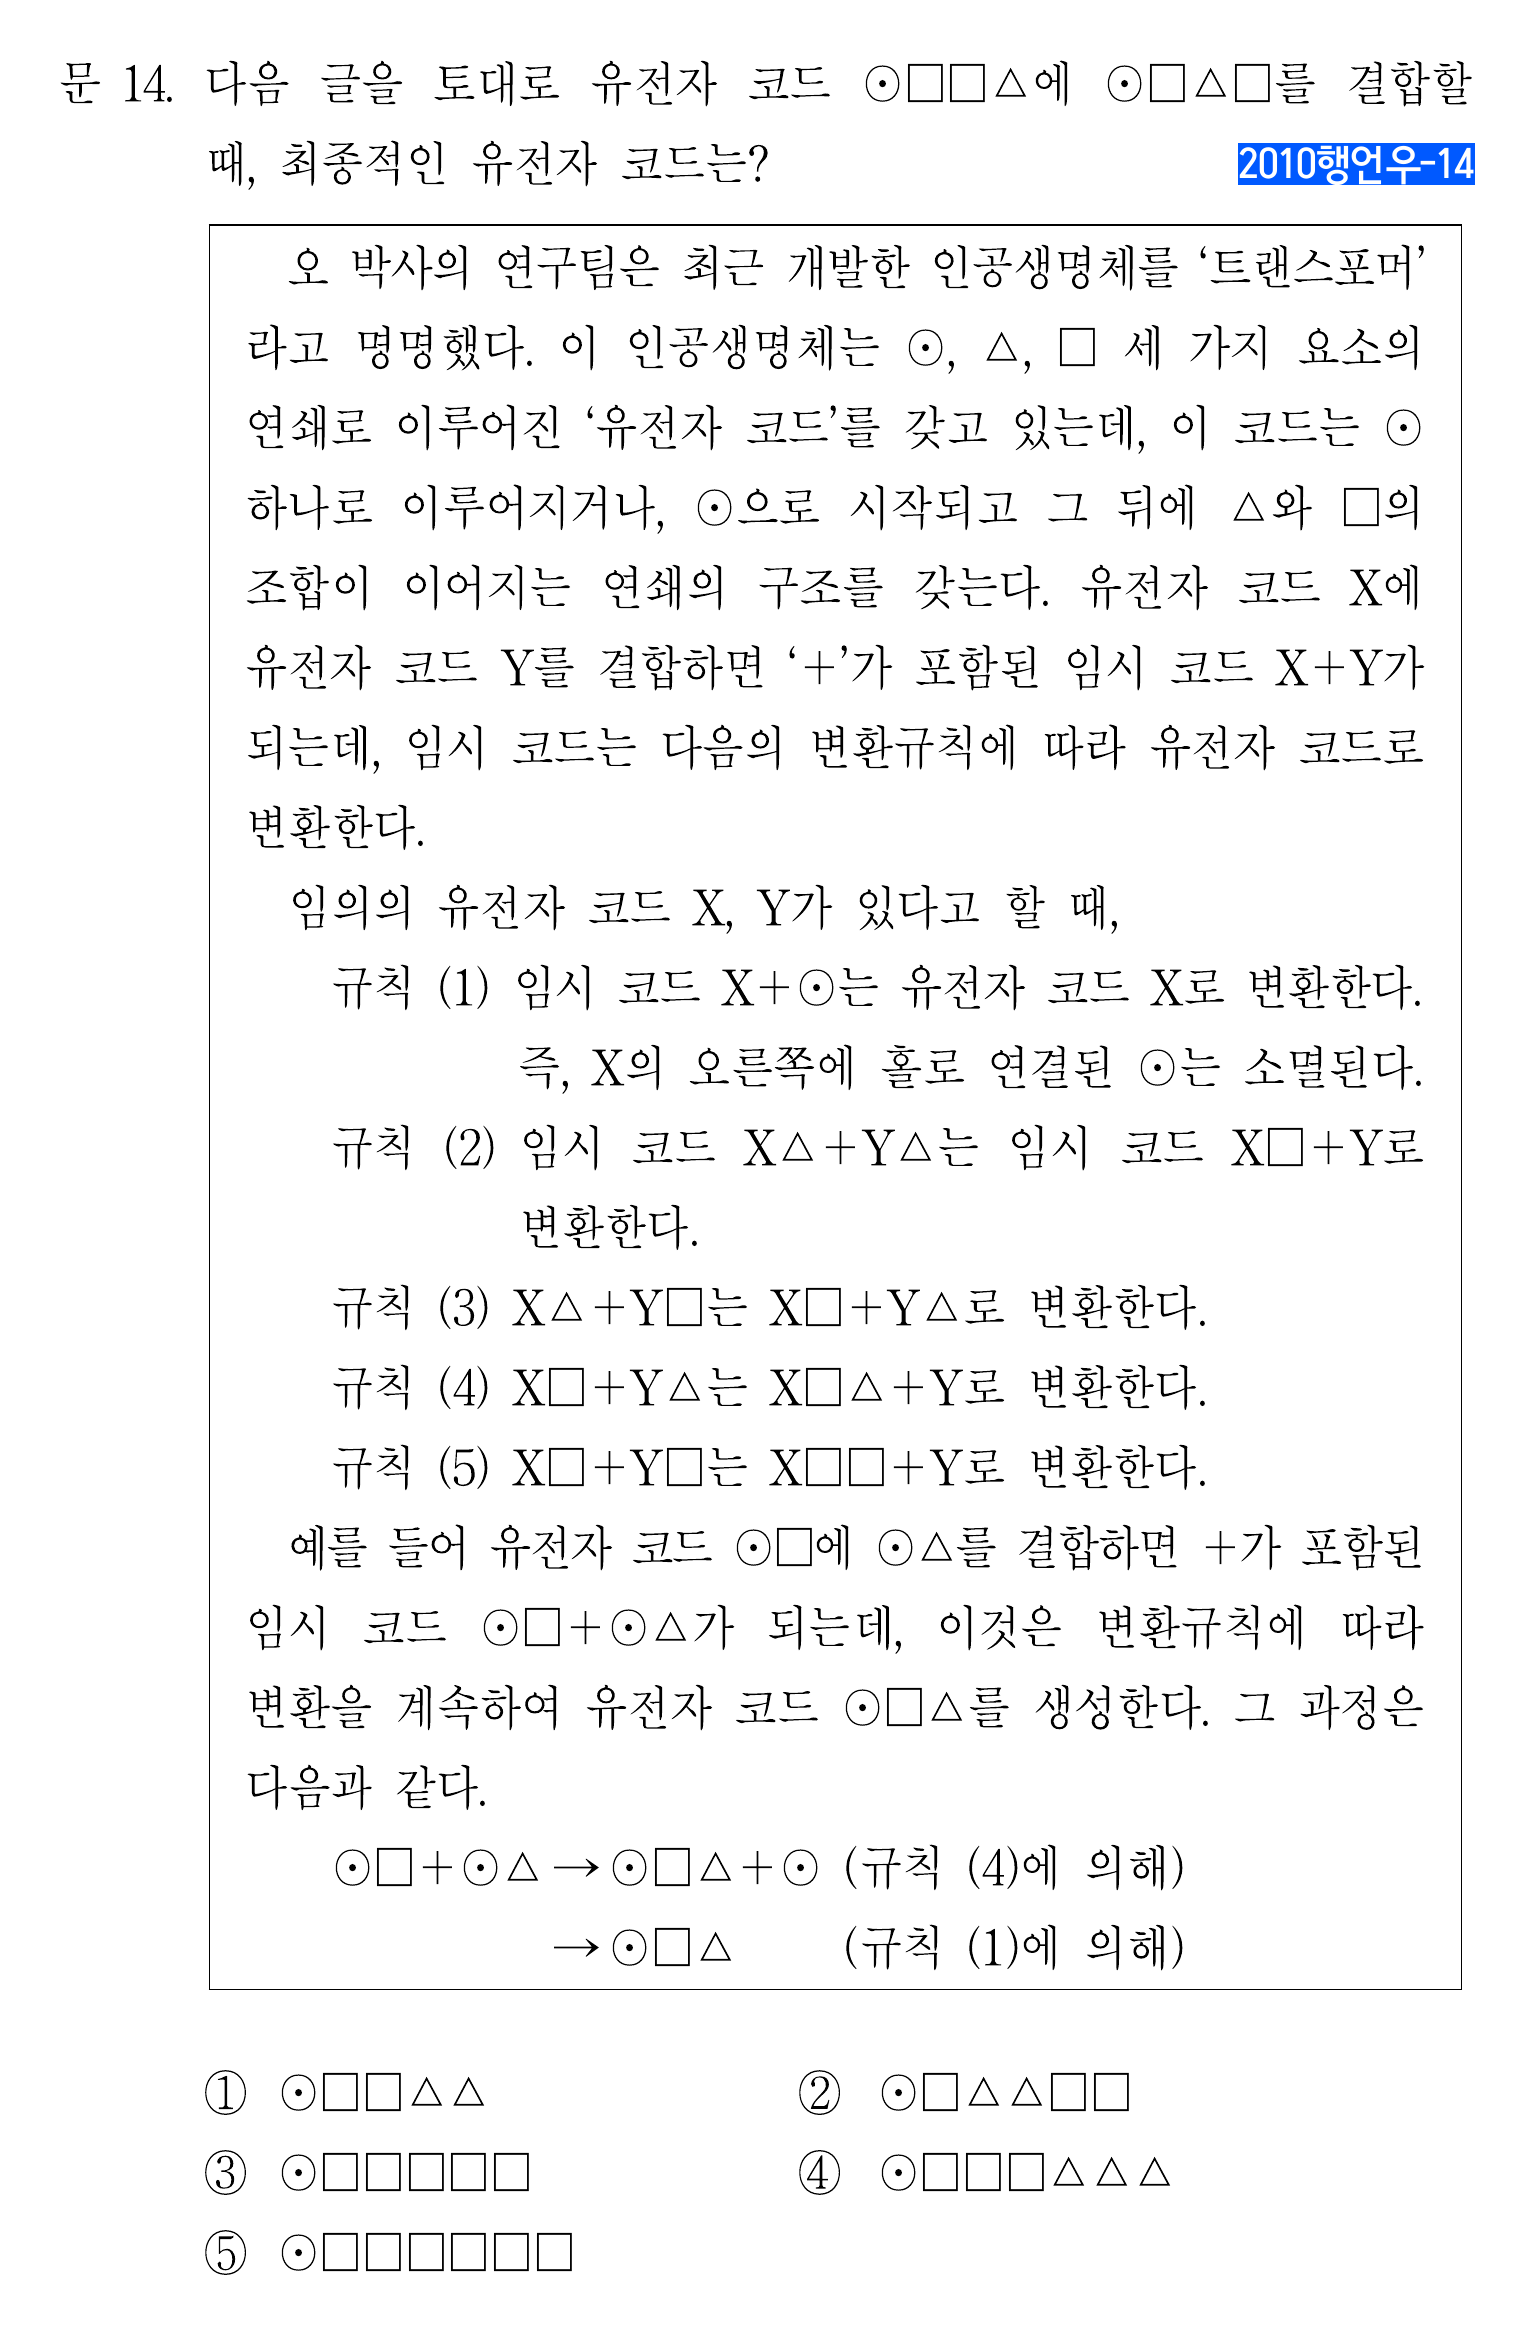 문 14. 다음 글을 토대로 유전자 코드 ⊙□□△에 ⊙□△□를 결합할
때, 최종적인 유전자 코드는?
2010행언우-14
오 박사의 연구팀은 최근 개발한 인공생명체를 ‘트랜스포머’
라고 명명했다. 이 인공생명체는 ⊙, △, □ 세 가지 요소의
연쇄로 이루어진 ‘유전자 코드’를 갖고 있는데, 이 코드는 ⊙
하나로 이루어지거나, ⊙으로 시작되고 그 뒤에 △와 □의
조합이 이어지는 연쇄의 구조를 갖는다. 유전자 코드 X에
유전자 코드 Y를 결합하면 ‘+’가 포함된 임시 코드 X+Y가
되는데, 임시 코드는 다음의 변환규칙에 따라 유전자 코드로
변환한다.
임의의 유전자 코드 X, Y가 있다고 할 때,
규칙 (1) 임시 코드 X+⊙는 유전자 코드 X로 변환한다.
즉, X의 오른쪽에 홀로 연결된 ⊙는 소멸된다.
규칙 (2) 임시 코드 X△+Y△는 임시 코드 X□+Y로
변환한다.
규칙 (3) X△+Y□는 X□+Y△로 변환한다.
규칙 (4) X□+Y△는 X□△+Y로 변환한다.
규칙 (5) X□+Y□는 X□□+Y로 변환한다.
예를 들어 유전자 코드 ⊙□에 ⊙△를 결합하면 +가 포함된
임시 코드 ⊙□+⊙△가 되는데, 이것은 변환규칙에 따라
변환을 계속하여 유전자 코드 ⊙□△를 생성한다. 그 과정은
다음과 같다.
⊙□+⊙△→⊙□△+⊙ (규칙 (4)에 의해)
→⊙□△ (규칙 (1)에 의해)
① ⊙□□△△ ② ⊙□△△□□
③ ⊙□□□□□ ④ ⊙□□□△△△
⑤ ⊙□□□□□□